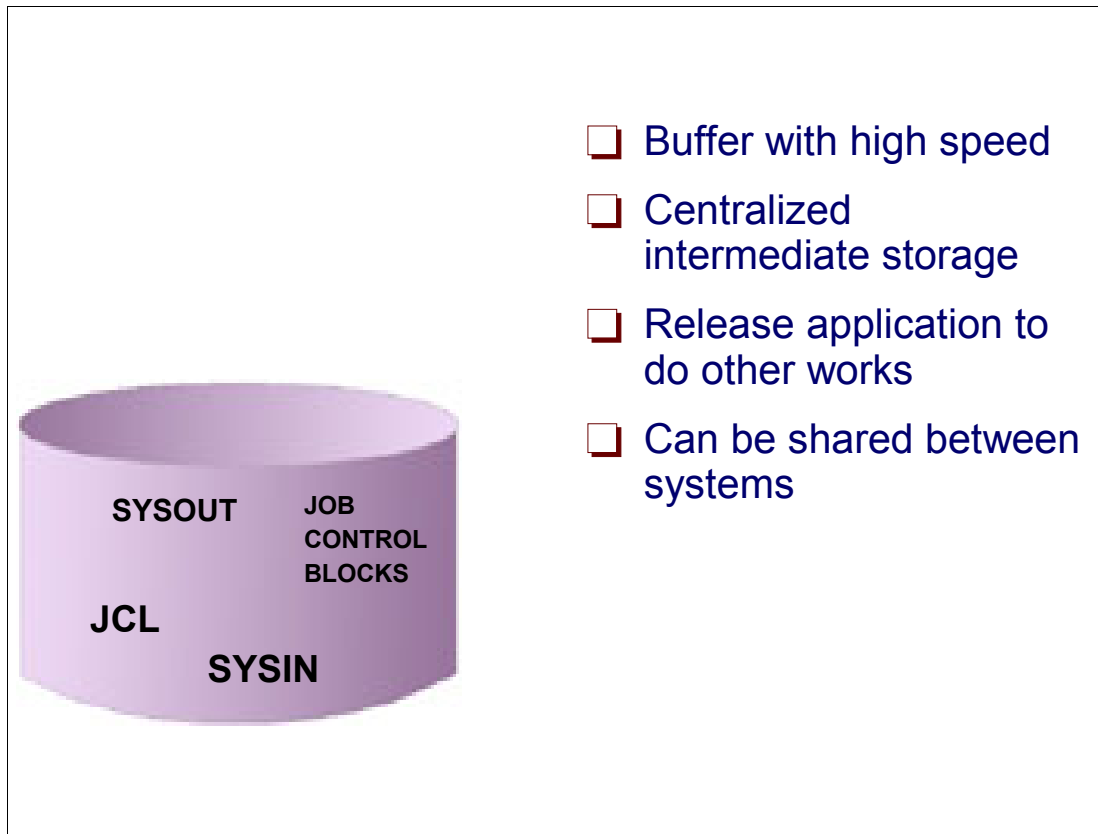 Buffer with high speed
Centralized
intermediate storage
Release application to
do other works
Can be shared between
systems
SYSOUT
JOB
CONTROL
BLOCKS
JCL
SYSIN